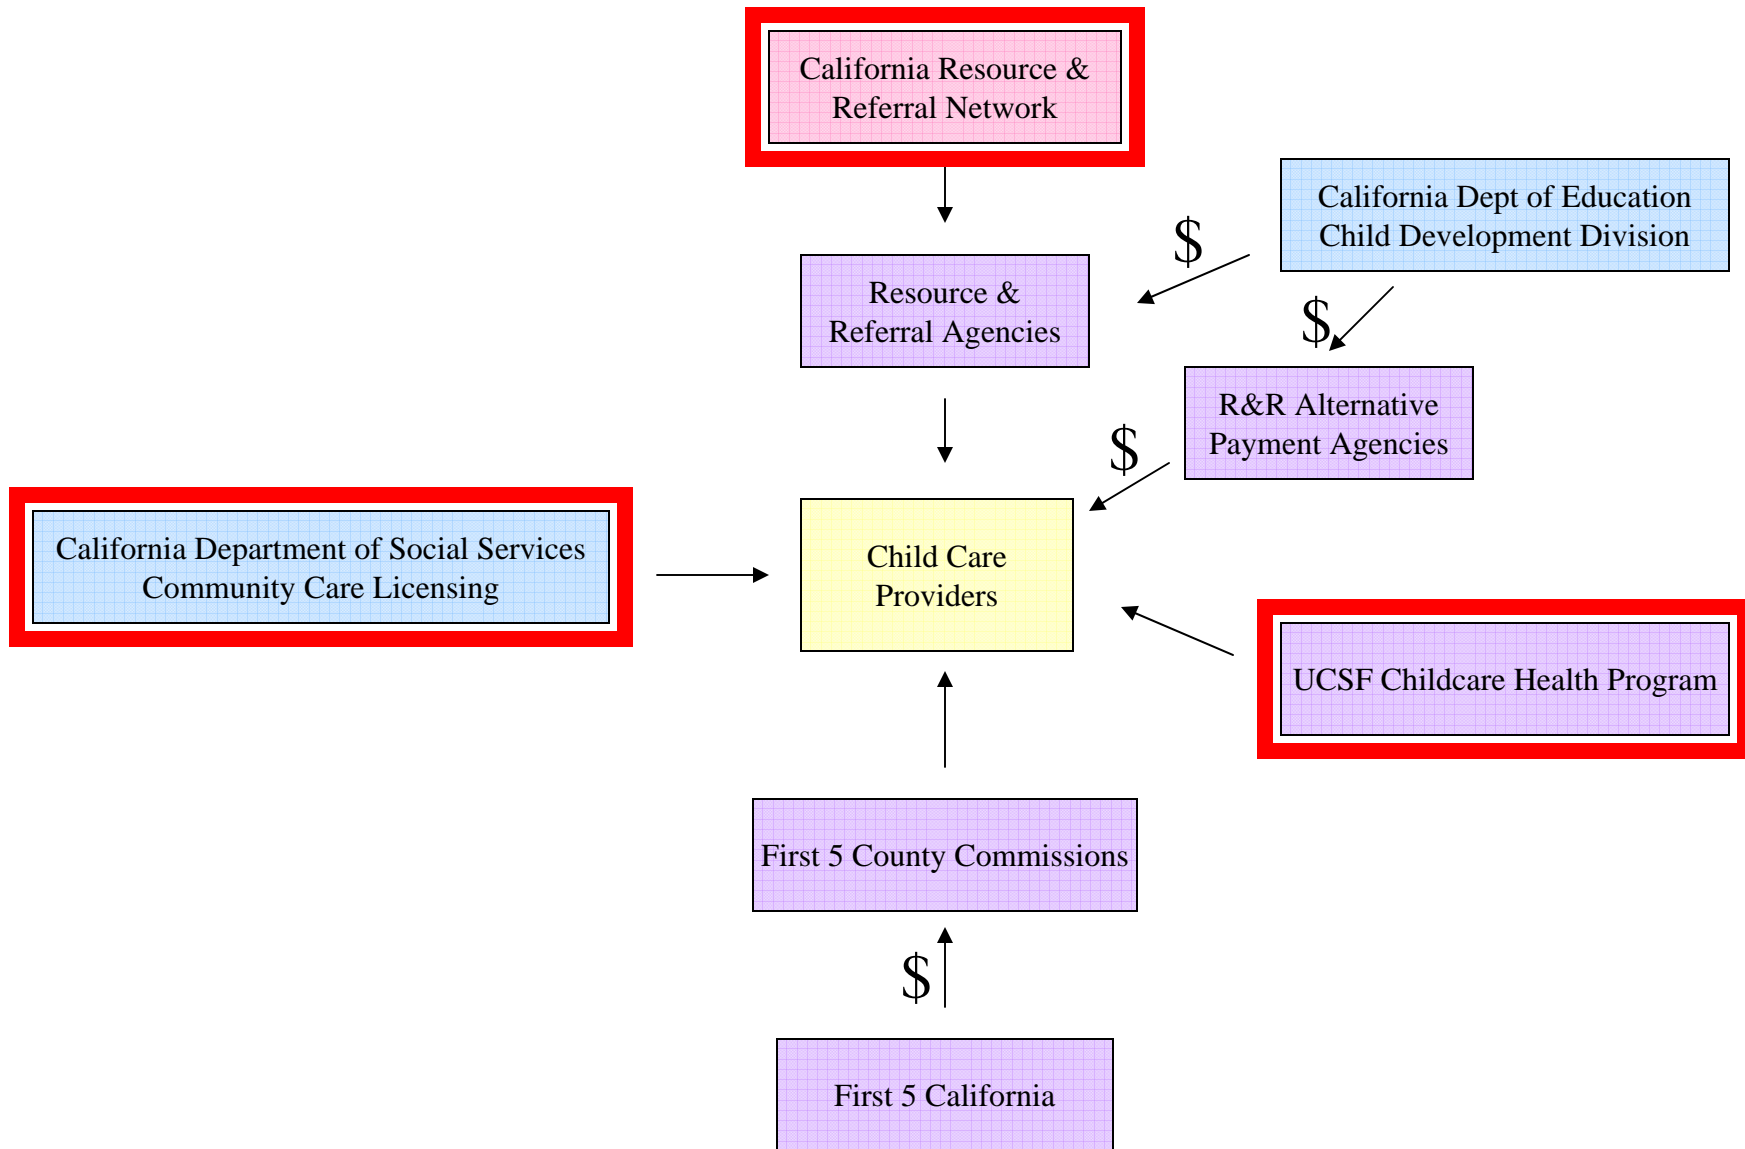 California Resource &
Referral Network
California Dept of Education
Child Development Division
$
Resource &
Referral Agencies
$
R&R Alternative
Payment Agencies
$
California Department of Social Services
Community Care Licensing
Child Care
Providers
UCSF Childcare Health Program
First 5 County Commissions
$
First 5 California